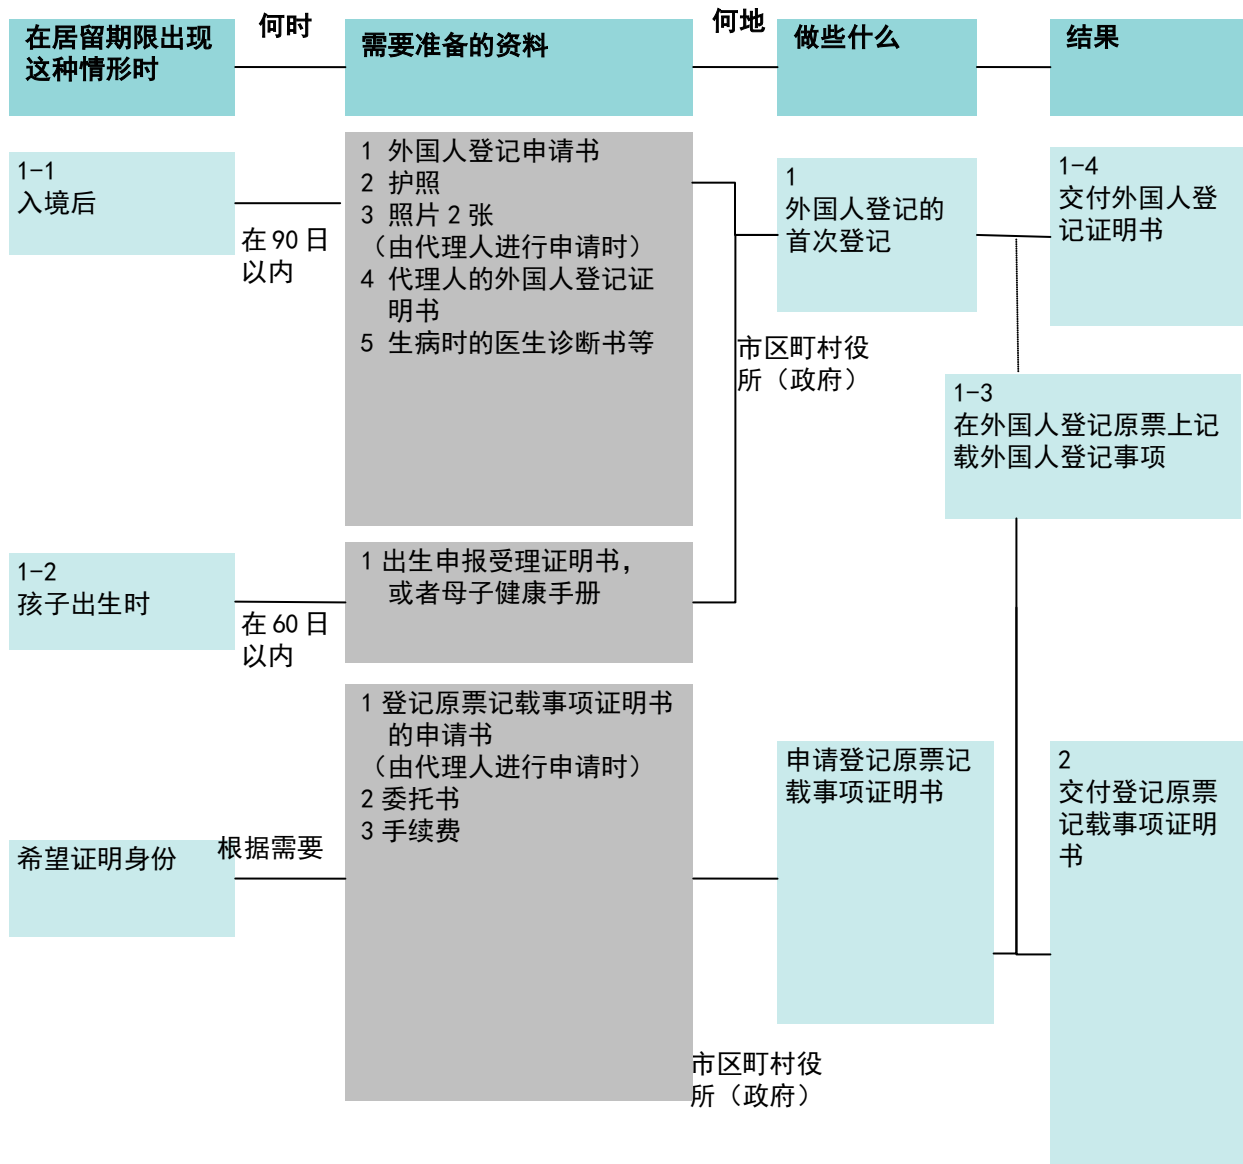 在居留期限出现
这种情形时
何时
需要准备的资料
何地
做些什么
结果
1-1
入境后
在 90 日
以内
1 外国人登记申请书
2 护照
3 照片 2 张
（由代理人进行申请时）
4 代理人的外国人登记证
明书
5 生病时的医生诊断书等
市区町村役
所（政府）
1
外国人登记的
首次登记
1-4
交付外国人登
记证明书
1-3
在外国人登记原票上记
载外国人登记事项
1-2
孩子出生时
在 60 日
以内
1 出生申报受理证明书，
或者母子健康手册
希望证明身份
根据需要
1 登记原票记载事项证明书
的申请书
（由代理人进行申请时）
2 委托书
3 手续费
市区町村役
所（政府）
申请登记原票记
载事项证明书
2
交付登记原票
记载事项证明
书